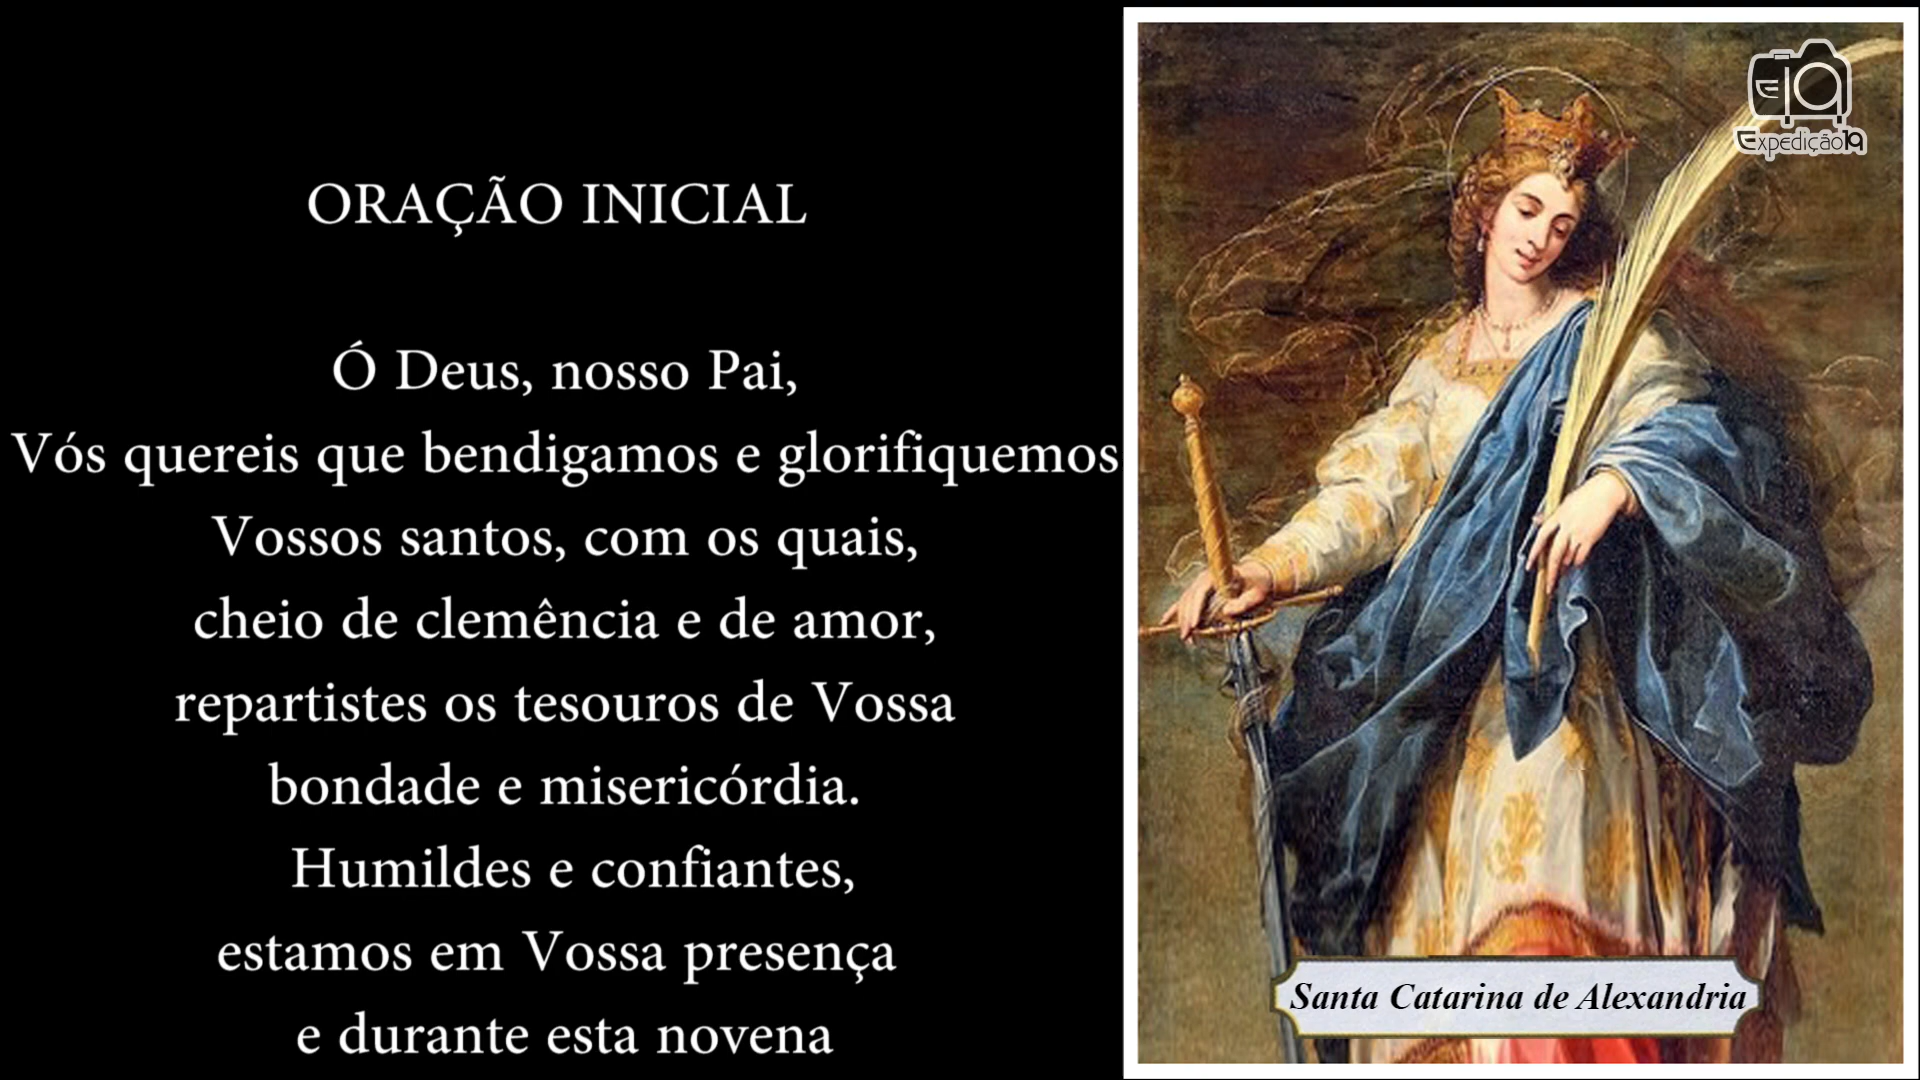 ORAÇÃO INICIAL
Ó Deus, nosso Pai,
Vós quereis que bendigamos e glorifiquemos
Vossos santos, com os quais,
cheio de clemência e de amor,
repartistes os tesouros de Vossa
bondade e misericórdia.
Humildes e confiantes,
estamos em Vossa presença
e durante esta novena
E19
Expedição19
Santa Catarina de Alexandria